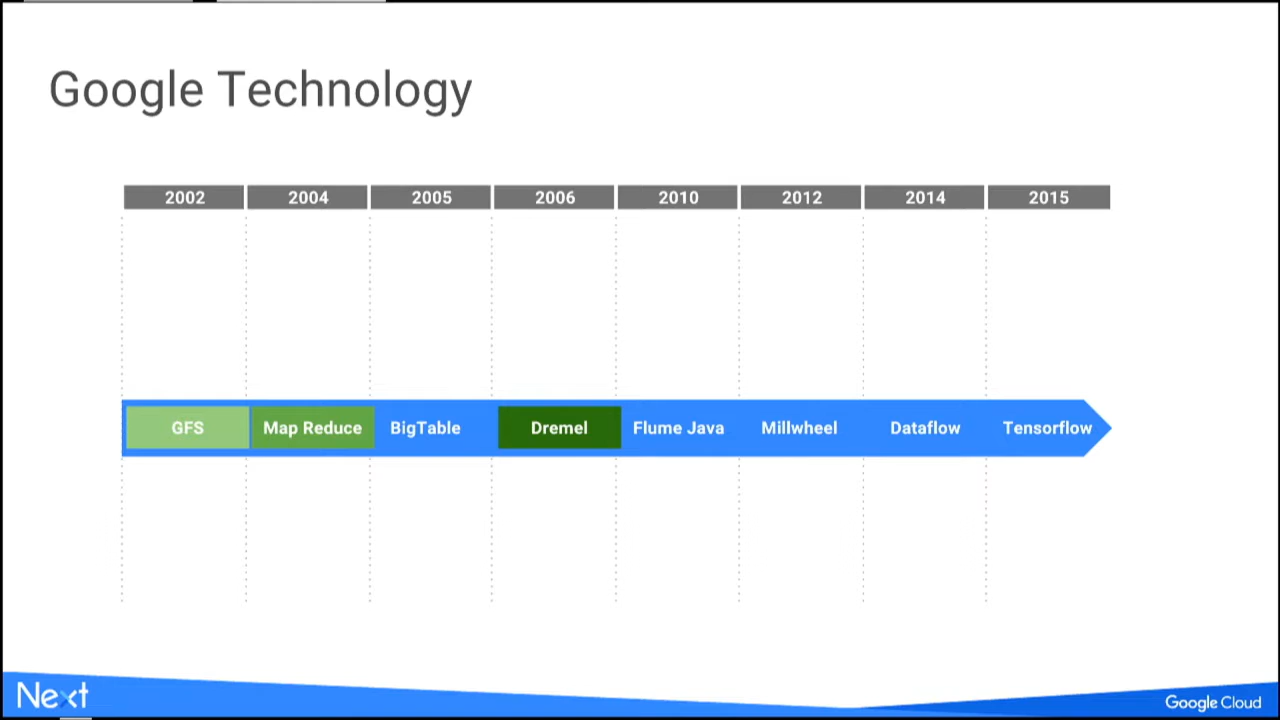 Google Technology
2002 2004 2005 2006 2010 2012 2014 2015
GFS Map Reduce BigTable Dremel Flume Java Millwheel Dataflow Tensorflow
Next
Google Cloud